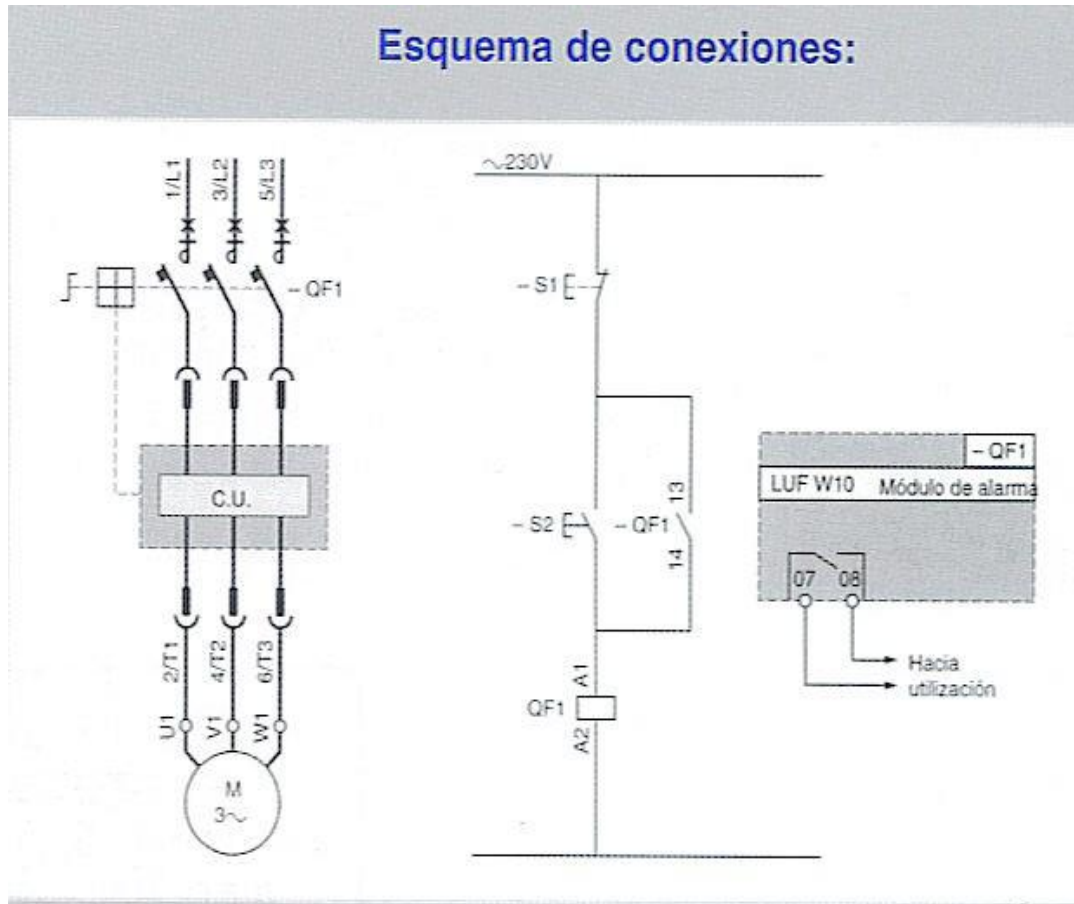 Esquema de conexiones:
1/L1
3/L2
5/L3
- QF1
C.U.
2/T1
4/T2
6/T3
U1
V1
W1
M
3~
~230V
- S1
- S2
- QF1
13
14
A1
QF1
A2
- QF1
LUF W10 Módulo de alarma
07 08
Hacia
utilización